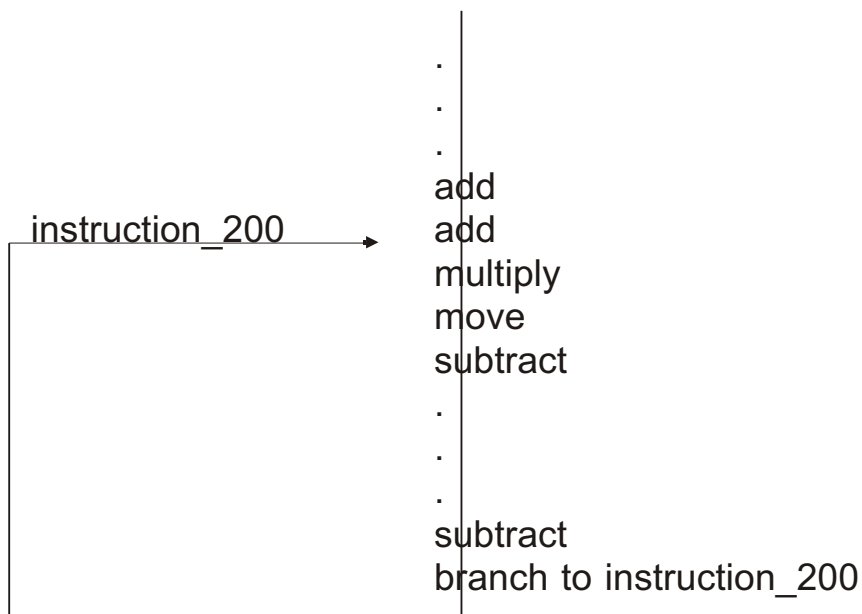 .
.
.
add
instruction_200 add
multiply
move
subtract
.
.
.
subtract
branch to instruction_200